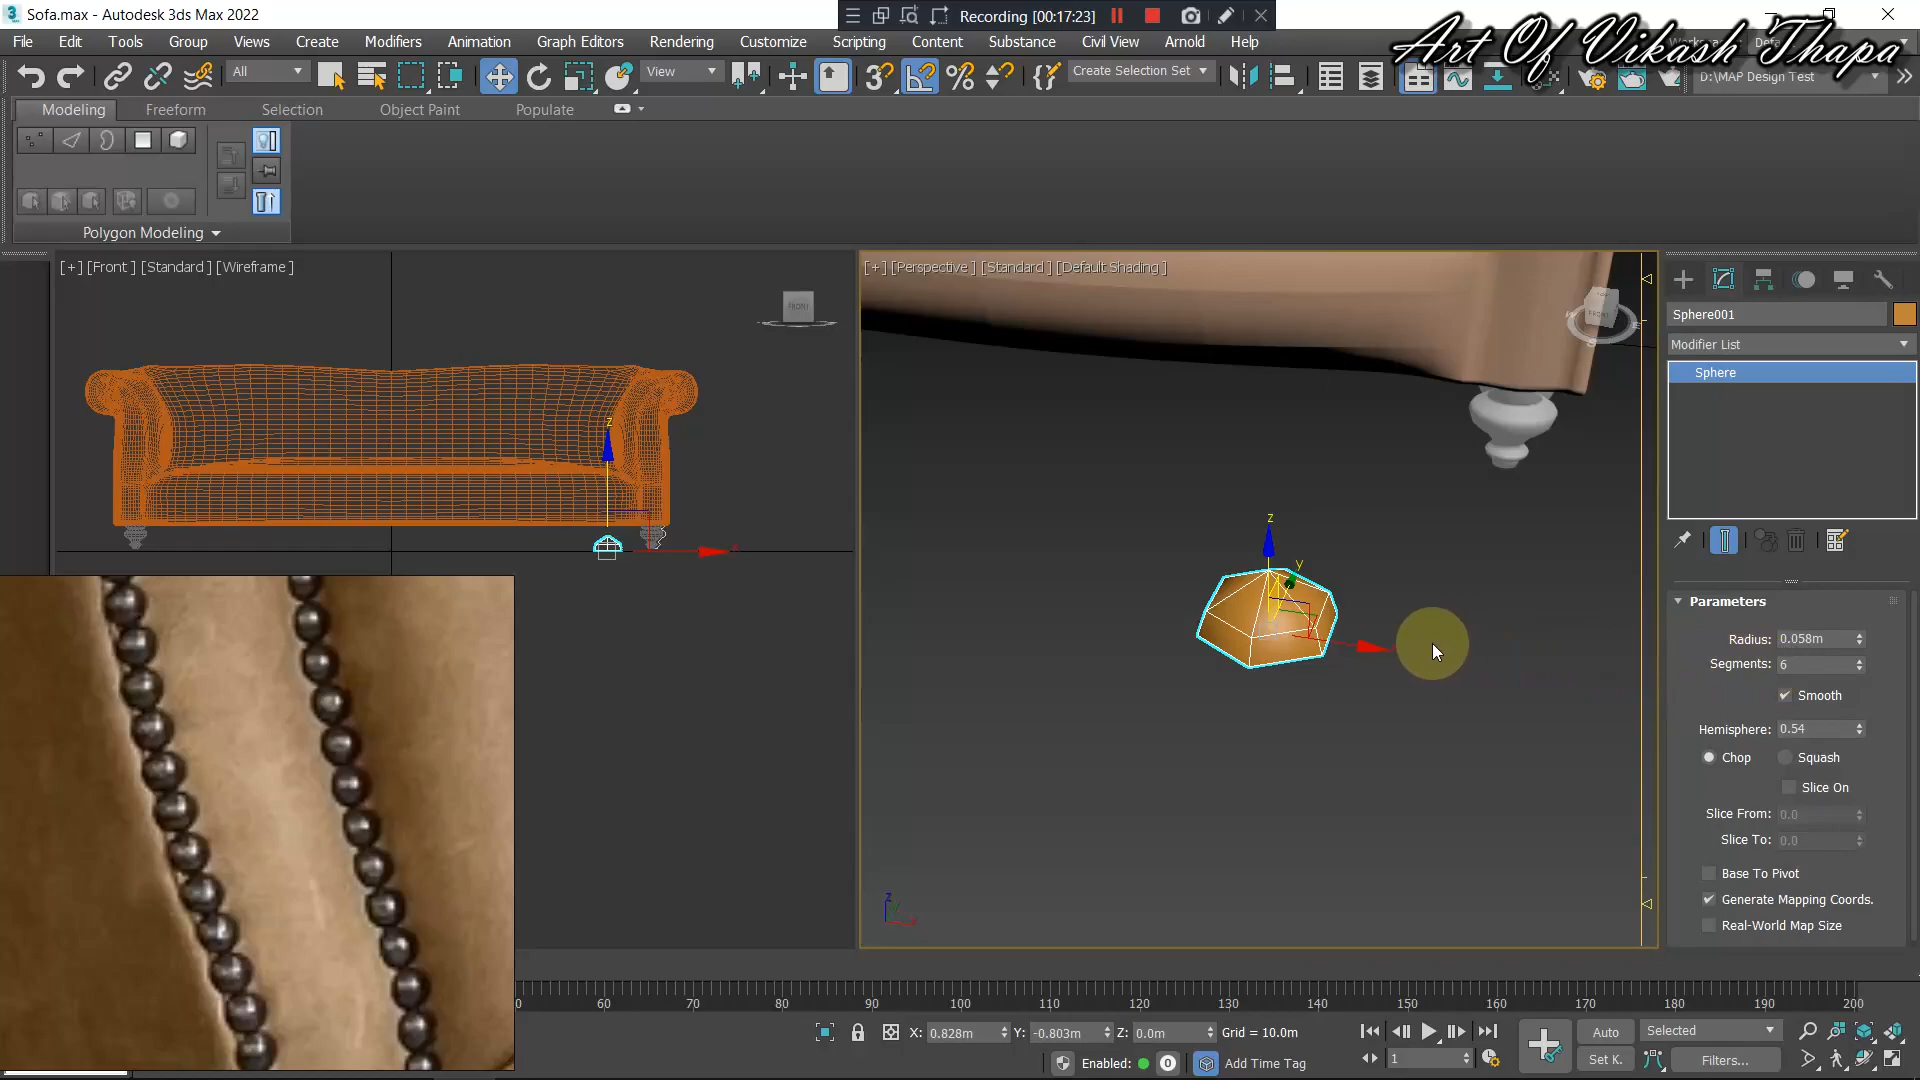 Sofa.max - Autodesk 3ds Max 2022
Recording [00:17:23]
File Edit Tools Group Views Create Modifiers Animation Graph Editors Rendering Customize Scripting Content Substance Civil View Arnold Help
Art Of Vikash Thapa
All
View
Create Selection Set
D:\MAP Design Test
Modeling Freeform Selection Object Paint Populate
Polygon Modeling
[+] [Front ] [Standard ] [Wireframe ]
[+] [Perspective ] [Standard ] [Default Shading ]
FRONT
FRONT
Sphere001
Modifier List
Sphere
z
x
z
y
Parameters
Radius: 0.058m
Segments: 6
Smooth
Hemisphere: 0.54
Chop Squash
Slice On
Slice From: 0.0
Slice To: 0.0
Base To Pivot
Generate Mapping Coords.
Real-World Map Size
z
x
0 60 70 80 90 100 110 120 130 140 150 160 170 180 190 200
X: 0.828m Y: -0.803m Z: 0.0m Grid = 10.0m
Auto Selected
Enabled: 0 Add Time Tag
1
Set K. Filters...